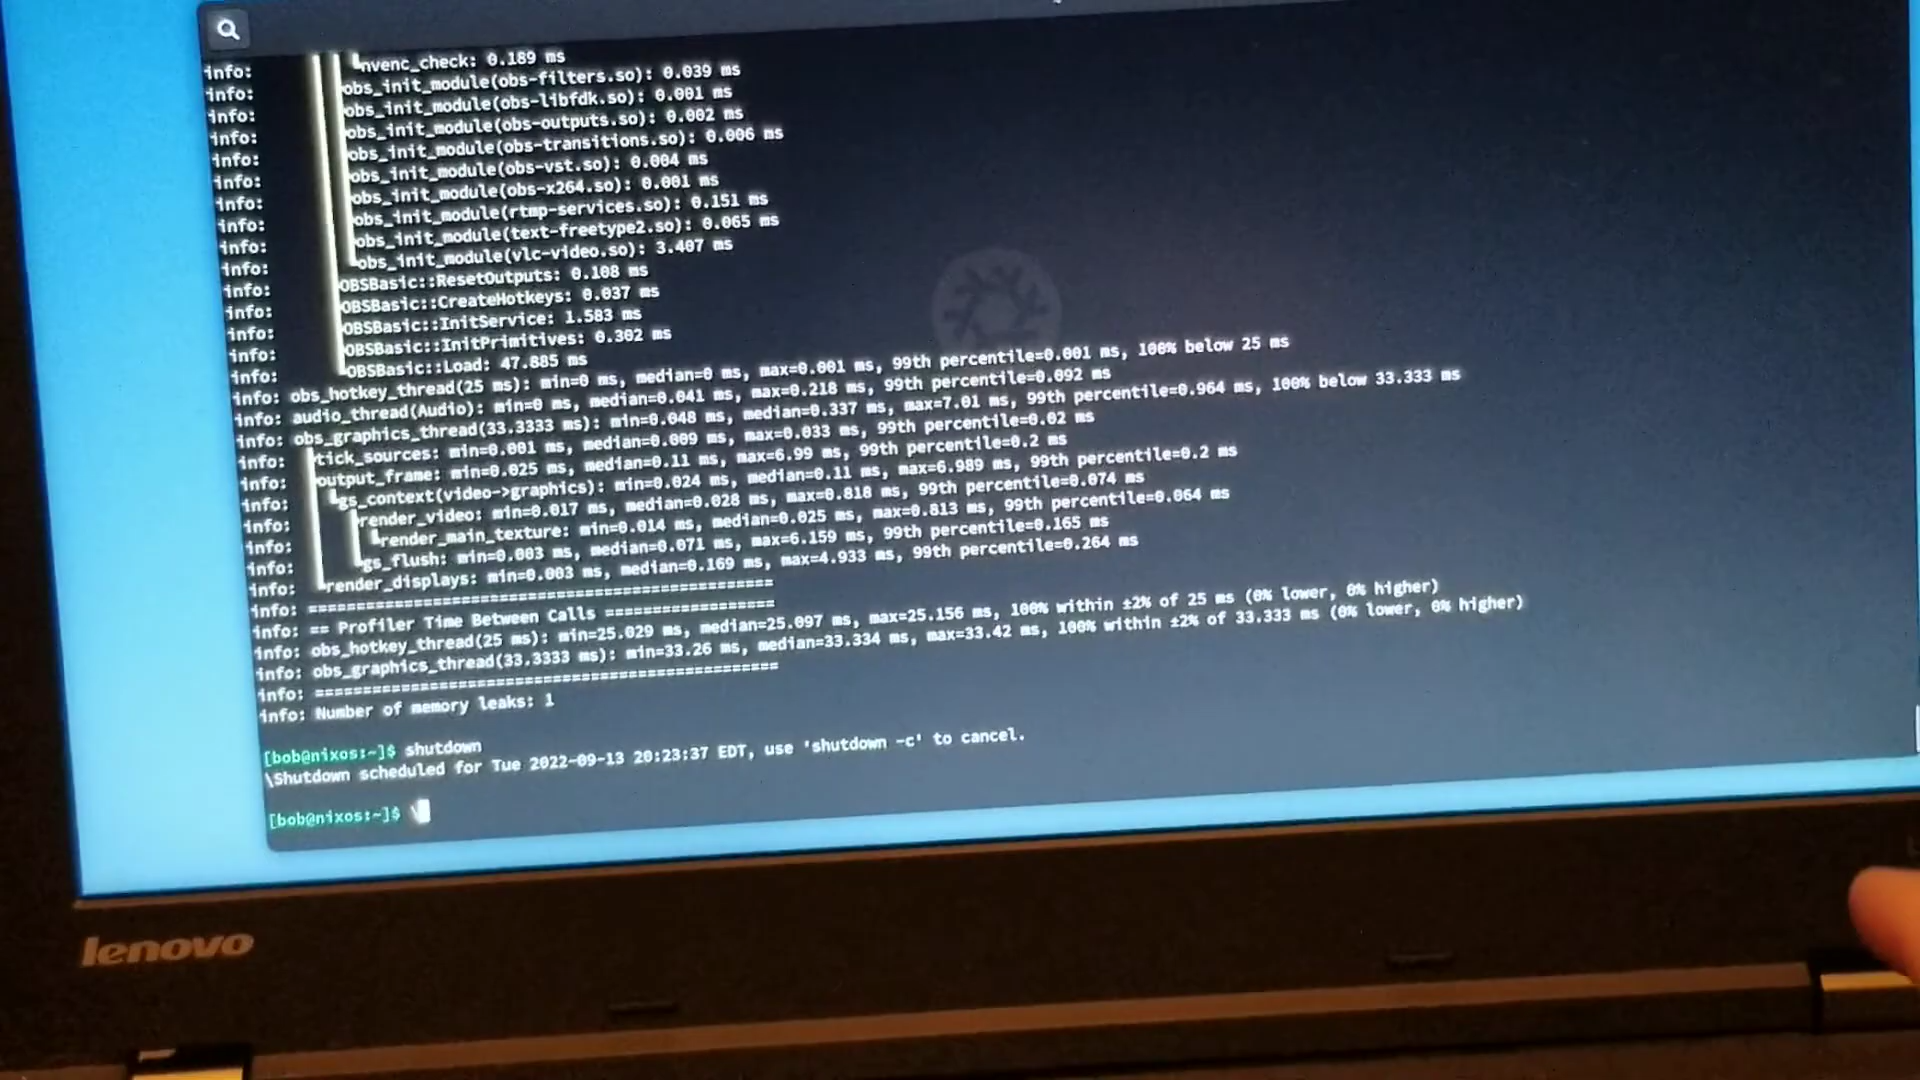 info: nvenc_check: 0.189 ms
info: obs_init_module(obs-filters.so): 0.039 ms
info: obs_init_module(obs-libfdk.so): 0.001 ms
info: obs_init_module(obs-outputs.so): 0.002 ms
info: obs_init_module(obs-transitions.so): 0.006 ms
info: obs_init_module(obs-vst.so): 0.004 ms
info: obs_init_module(obs-x264.so): 0.001 ms
info: obs_init_module(rtmp-services.so): 0.151 ms
info: obs_init_module(text-freetype2.so): 0.065 ms
info: obs_init_module(vlc-video.so): 3.407 ms
info: OBSBasic::ResetOutputs: 0.108 ms
info: OBSBasic::CreateHotkeys: 0.037 ms
info: OBSBasic::InitService: 1.583 ms
info: OBSBasic::InitPrimitives: 0.302 ms
info: OBSBasic::Load: 47.885 ms
info: obs_hotkey_thread(25 ms): min=0 ms, median=0 ms, max=0.001 ms, 99th percentile=0.001 ms, 100% below 25 ms
info: audio_thread(Audio): min=0 ms, median=0.041 ms, max=0.218 ms, 99th percentile=0.092 ms
info: obs_graphics_thread(33.3333 ms): min=0.048 ms, median=0.337 ms, max=7.01 ms, 99th percentile=0.964 ms, 100% below 33.333 ms
info: tick_sources: min=0.001 ms, median=0.009 ms, max=0.033 ms, 99th percentile=0.02 ms
info: output_frame: min=0.025 ms, median=0.11 ms, max=6.99 ms, 99th percentile=0.2 ms
info: gs_context(video->graphics): min=0.024 ms, median=0.11 ms, max=6.989 ms, 99th percentile=0.2 ms
info: render_video: min=0.017 ms, median=0.028 ms, max=0.818 ms, 99th percentile=0.074 ms
info: render_main_texture: min=0.014 ms, median=0.025 ms, max=0.813 ms, 99th percentile=0.064 ms
info: gs_flush: min=0.003 ms, median=0.071 ms, max=6.159 ms, 99th percentile=0.165 ms
info: render_displays: min=0.003 ms, median=0.169 ms, max=4.933 ms, 99th percentile=0.264 ms
info: =================================================
info: == Profiler Time Between Calls ==================
info: obs_hotkey_thread(25 ms): min=25.029 ms, median=25.097 ms, max=25.156 ms, 100% within ±2% of 25 ms (0% lower, 0% higher)
info: obs_graphics_thread(33.3333 ms): min=33.26 ms, median=33.334 ms, max=33.42 ms, 100% within ±2% of 33.333 ms (0% lower, 0% higher)
info: =================================================
info: Number of memory leaks: 1
[bob@nixos:~]$ shutdown
\Shutdown scheduled for Tue 2022-09-13 20:23:37 EDT, use 'shutdown -c' to cancel.
[bob@nixos:~]$ \
lenovo